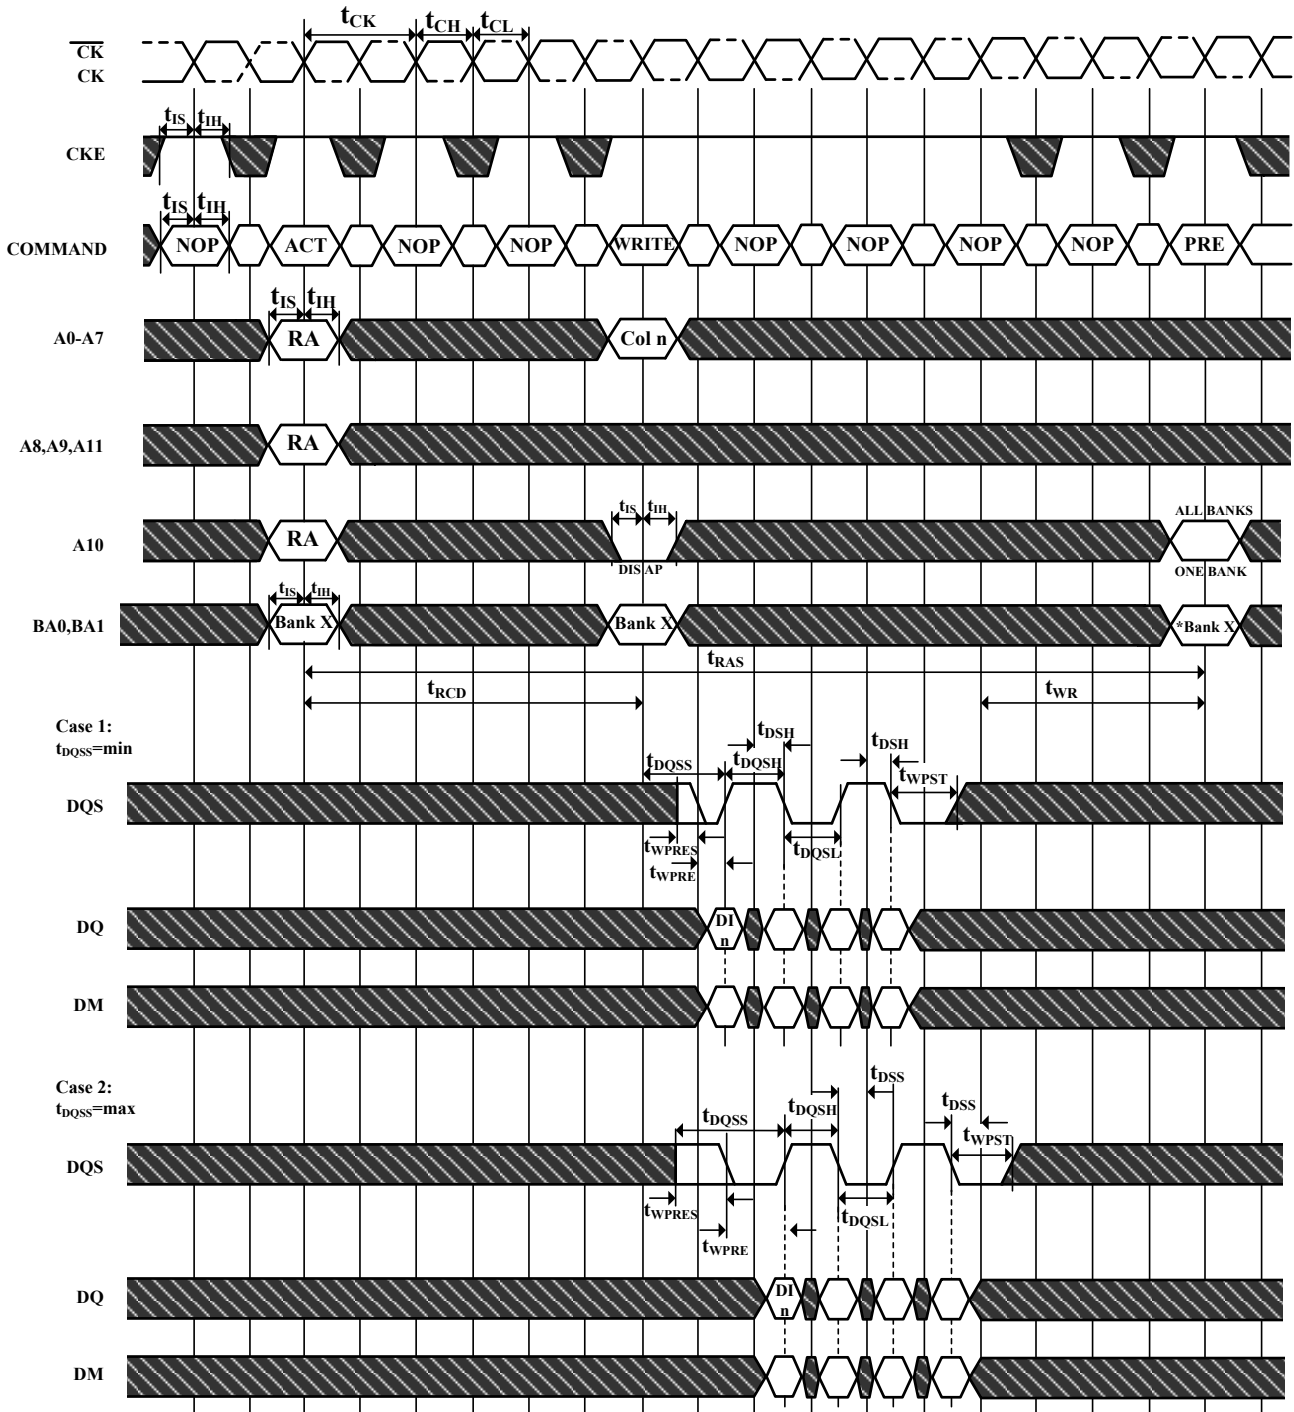 tCK tCH tCL
CK
CK
tIS tIH
CKE
tIS tIH
COMMAND NOP ACT NOP NOP WRITE NOP NOP NOP NOP PRE
tIS tIH
A0-A7 RA Col n
A8,A9,A11 RA
tIS tIH ALL BANKS
A10 RA
DIS AP ONE BANK
tIS tIH
BA0,BA1 Bank X Bank X *Bank X
tRAS
tRCD tWR
Case 1:
tDQSS=min
tDSH tDSH
tDQSS tDQSH tWPST
DQS
tWPRES tDQSL
tWPRE
DQ DI
n
DM
Case 2:
tDQSS=max
tDSS tDSS
tDQSS tDQSH tWPST
DQS
tWPRES tDQSL
tWPRE
DQ DI
n
DM